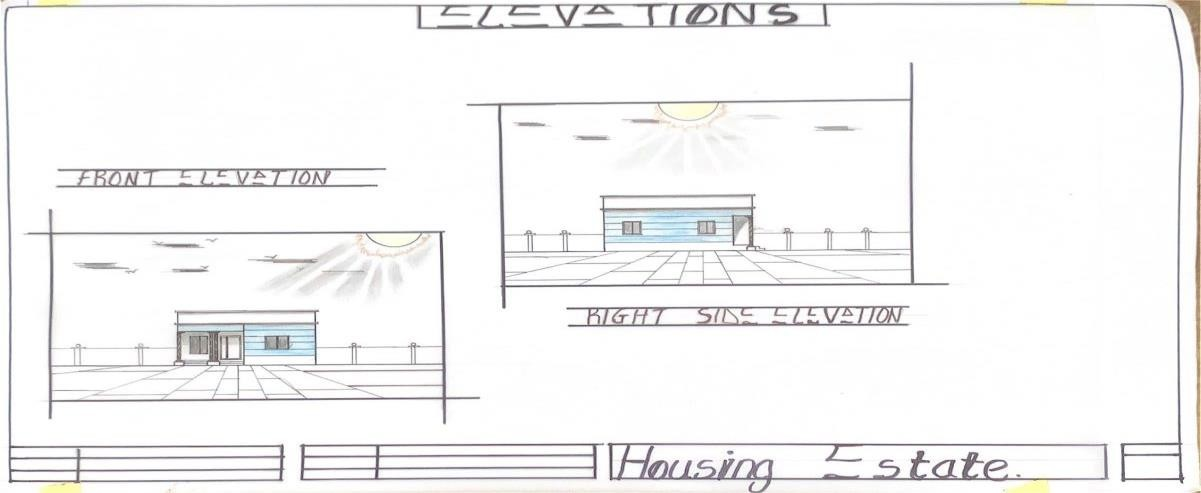 ELEVATIONS
FRONT ELEVATION
RIGHT SIDE ELEVATION
Housing Estate.